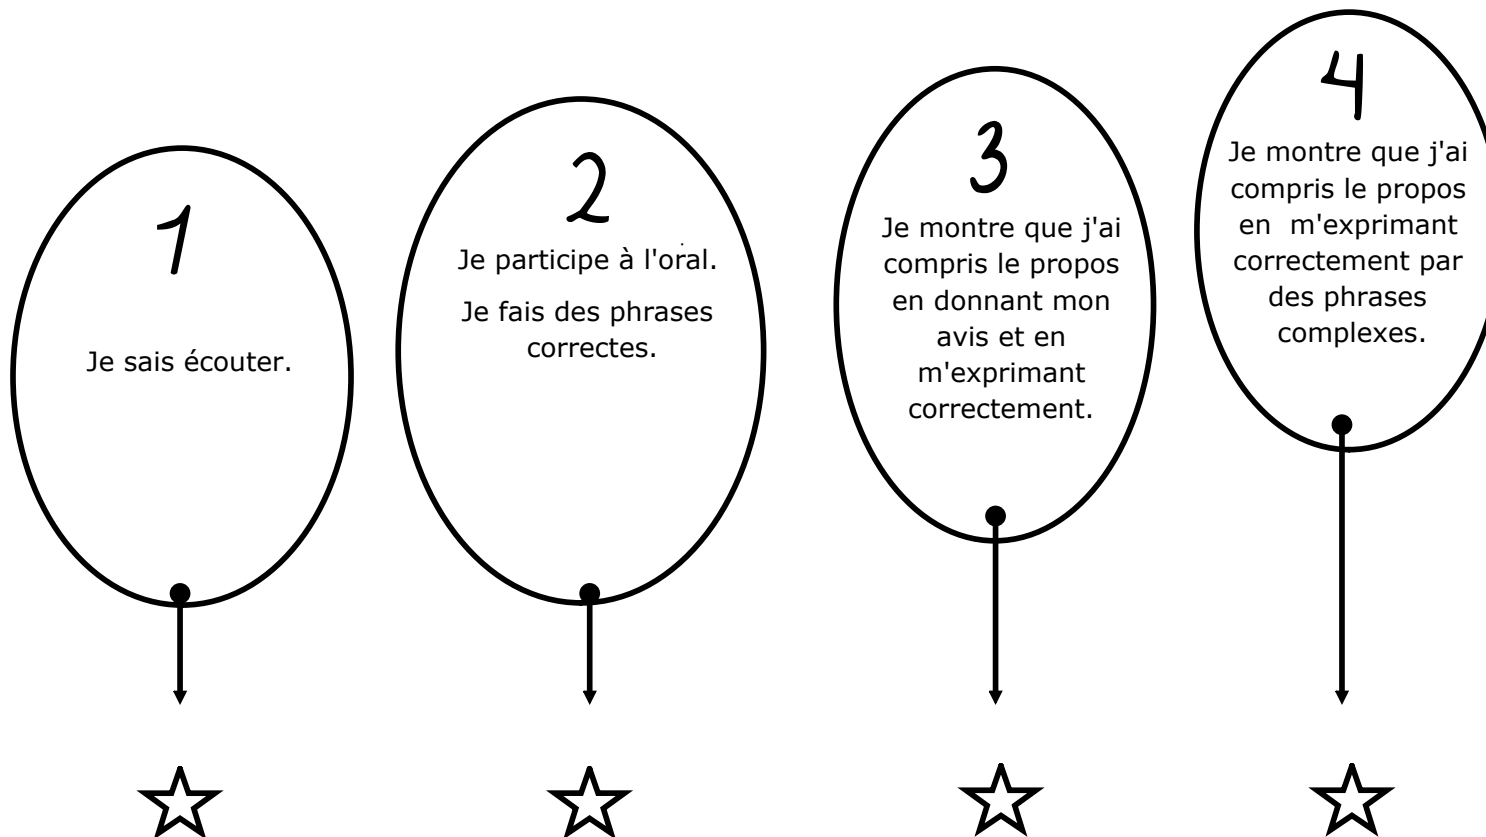 1
Je sais écouter.
2
Je participe à l'oral.
Je fais des phrases
correctes.
3
Je montre que j'ai
compris le propos
en donnant mon
avis et en
m'exprimant
correctement.
4
Je montre que j'ai
compris le propos
en  m'exprimant
correctement par
des phrases
complexes.